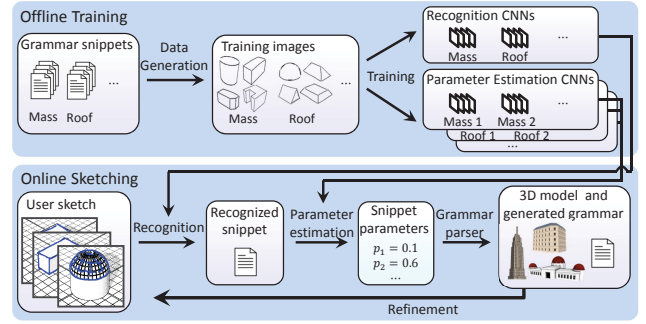 Offline Training
Grammar snippets
...
Mass Roof
Data
Generation
Training images
...
Mass Roof
Training
Recognition CNNs
...
Mass Roof
Parameter Estimation CNNs
...
Mass 1 Mass 2
Roof 1 Roof 2
...
Online Sketching
User sketch
Recognition
Recognized
snippet
Parameter
estimation
Snippet
parameters
p₁ = 0.1
p₂ = 0.6
...
Grammar
parser
3D model and
generated grammar
Refinement